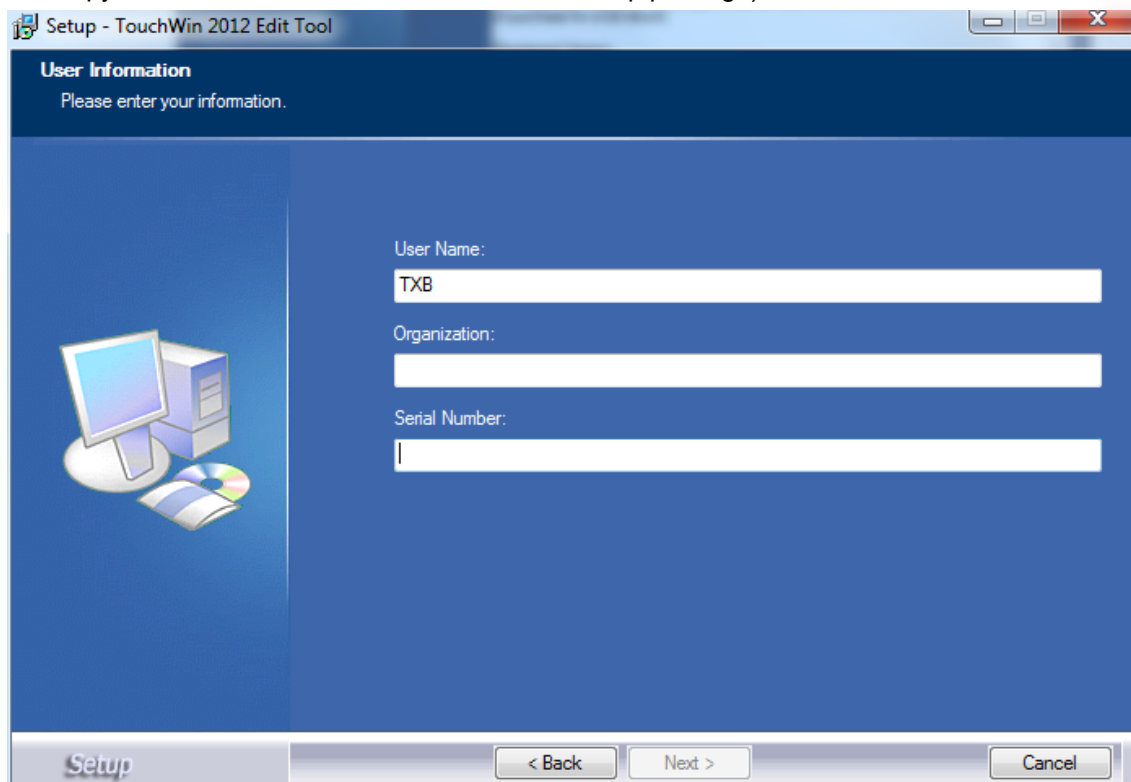 Setup - TouchWin 2012 Edit Tool
User Information
Please enter your information.
User Name:
TXB
Organization:
Serial Number:
Setup
< Back
Next >
Cancel